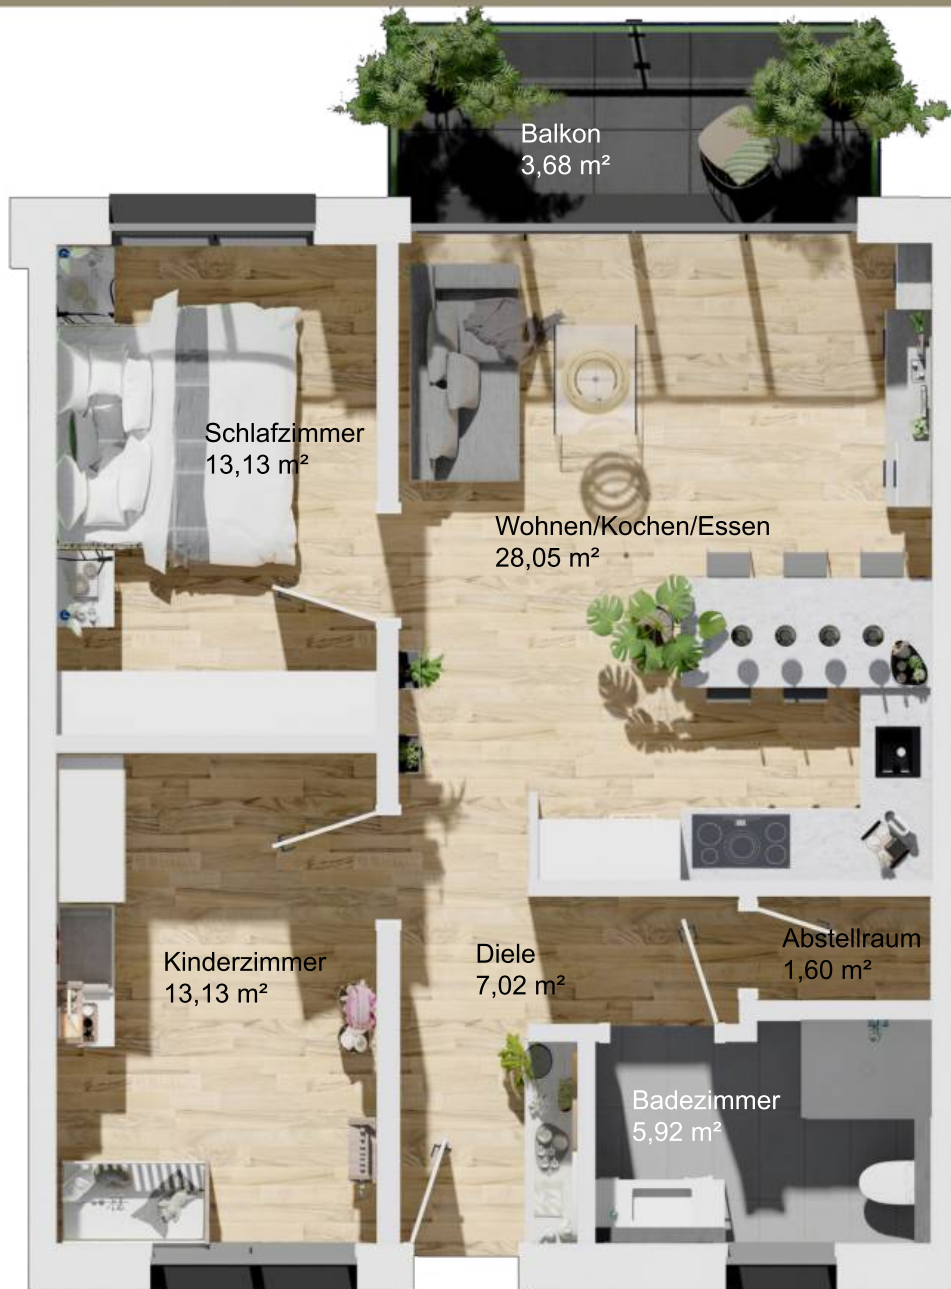 Balkon
3,68 m²
Schlafzimmer
13,13 m²
Wohnen/Kochen/Essen
28,05 m²
Kinderzimmer
13,13 m²
Diele
7,02 m²
Abstellraum
1,60 m²
Badezimmer
5,92 m²